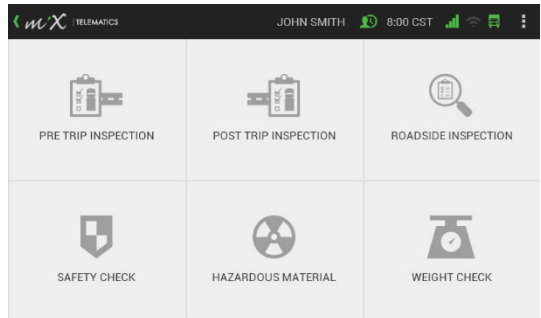 mix TELEMATICS JOHN SMITH 8:00 CST
PRE TRIP INSPECTION POST TRIP INSPECTION ROADSIDE INSPECTION
SAFETY CHECK HAZARDOUS MATERIAL WEIGHT CHECK